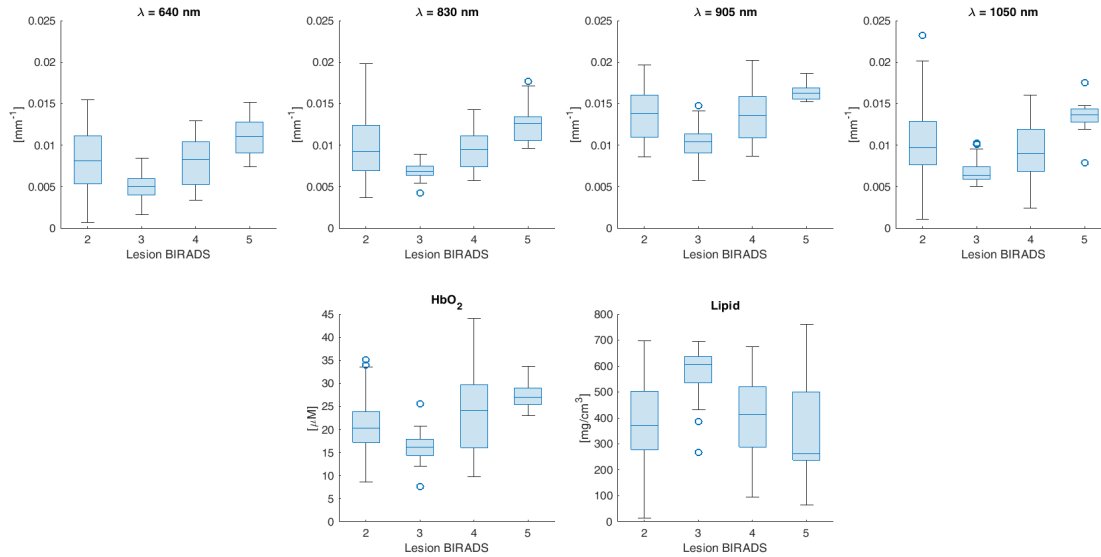 λ = 640 nm
λ = 830 nm
λ = 905 nm
λ = 1050 nm
0.025
0.02
0.015
0.01
0.005
0
[mm⁻¹]
2 3 4 5
Lesion BIRADS
0.025
0.02
0.015
0.01
0.005
0
[mm⁻¹]
2 3 4 5
Lesion BIRADS
0.025
0.02
0.015
0.01
0.005
0
[mm⁻¹]
2 3 4 5
Lesion BIRADS
0.025
0.02
0.015
0.01
0.005
0
[mm⁻¹]
2 3 4 5
Lesion BIRADS
HbO₂
45
40
35
30
25
20
15
10
5
0
[μM]
2 3 4 5
Lesion BIRADS
Lipid
800
700
600
500
400
300
200
100
0
[mg/cm³]
2 3 4 5
Lesion BIRADS